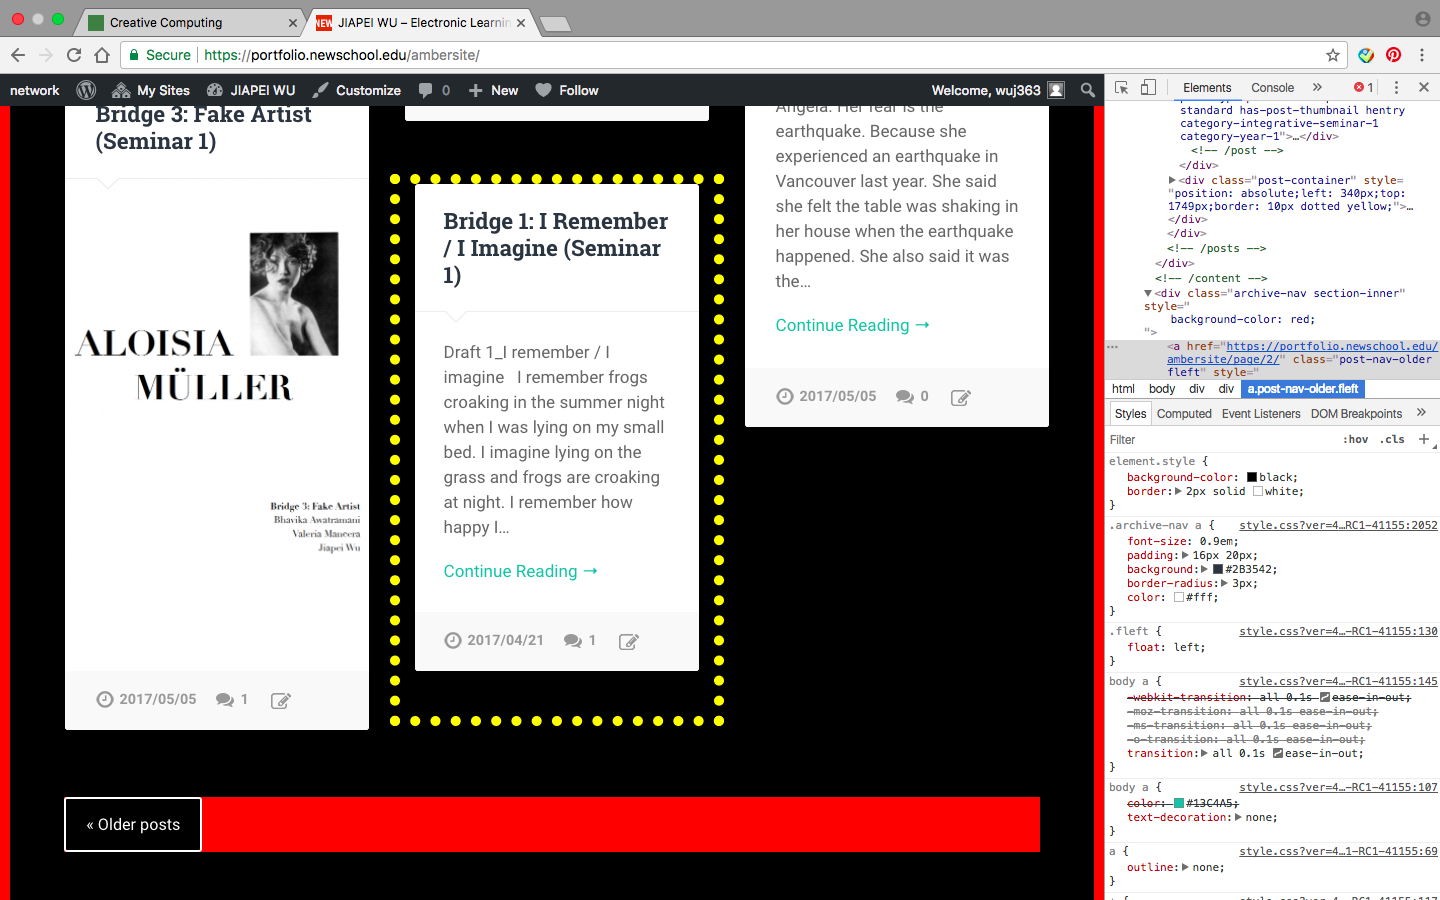 Creative Computing
NEW JIAPEI WU – Electronic Learnin
Secure https://portfolio.newschool.edu/ambersite/
network My Sites JIAPEI WU Customize 0 New Follow Welcome, wuj363
Bridge 3: Fake Artist
(Seminar 1)
ALOISIA
MÜLLER
Bridge 3: Fake Artist
Bhavika Awatramani
Valeria Mancera
Jiapei Wu
2017/05/05 1
Bridge 1: I Remember
/ I Imagine (Seminar
1)
Draft 1_I remember / I
imagine I remember frogs
croaking in the summer night
when I was lying on my small
bed. I imagine lying on the
grass and frogs are croaking
at night. I remember how
happy I...
Continue Reading →
2017/04/21 1
Angela. Her fear is the
earthquake. Because she
experienced an earthquake in
Vancouver last year. She said
she felt the table was shaking in
her house when the earthquake
happened. She also said it was
the...
Continue Reading →
2017/05/05 0
« Older posts
Elements Console » 1
standard has-post-thumbnail hentry
category-integrative-seminar-1
category-year-1">…</div>
<!-- /post -->
</div>
<div class="post-container" style=
"position: absolute;left: 340px;top:
1749px;border: 10px dotted yellow;">…
</div>
</div>
<!-- /posts -->
</div>
<!-- /content -->
<div class="archive-nav section-inner"
style="
background-color: red;
">
<a href="https://portfolio.newschool.edu/
ambersite/page/2/" class="post-nav-older
fleft" style="
html body div div a.post-nav-older.fleft
Styles Computed Event Listeners DOM Breakpoints »
Filter :hov .cls +
element.style {
background-color: black;
border: 2px solid white;
}
.archive-nav a { style.css?ver=4…RC1-41155:2052
font-size: 0.9em;
padding: 16px 20px;
background: #2B3542;
border-radius: 3px;
color: #fff;
}
.fleft { style.css?ver=4…-RC1-41155:130
float: left;
}
body a { style.css?ver=4…-RC1-41155:145
-webkit-transition: all 0.1s ease-in-out;
-moz-transition: all 0.1s ease-in-out;
-ms-transition: all 0.1s ease-in-out;
-o-transition: all 0.1s ease-in-out;
transition: all 0.1s ease-in-out;
}
body a { style.css?ver=4…-RC1-41155:107
color: #13C4A5;
text-decoration: none;
}
a { style.css?ver=4…1-RC1-41155:69
outline: none;
}